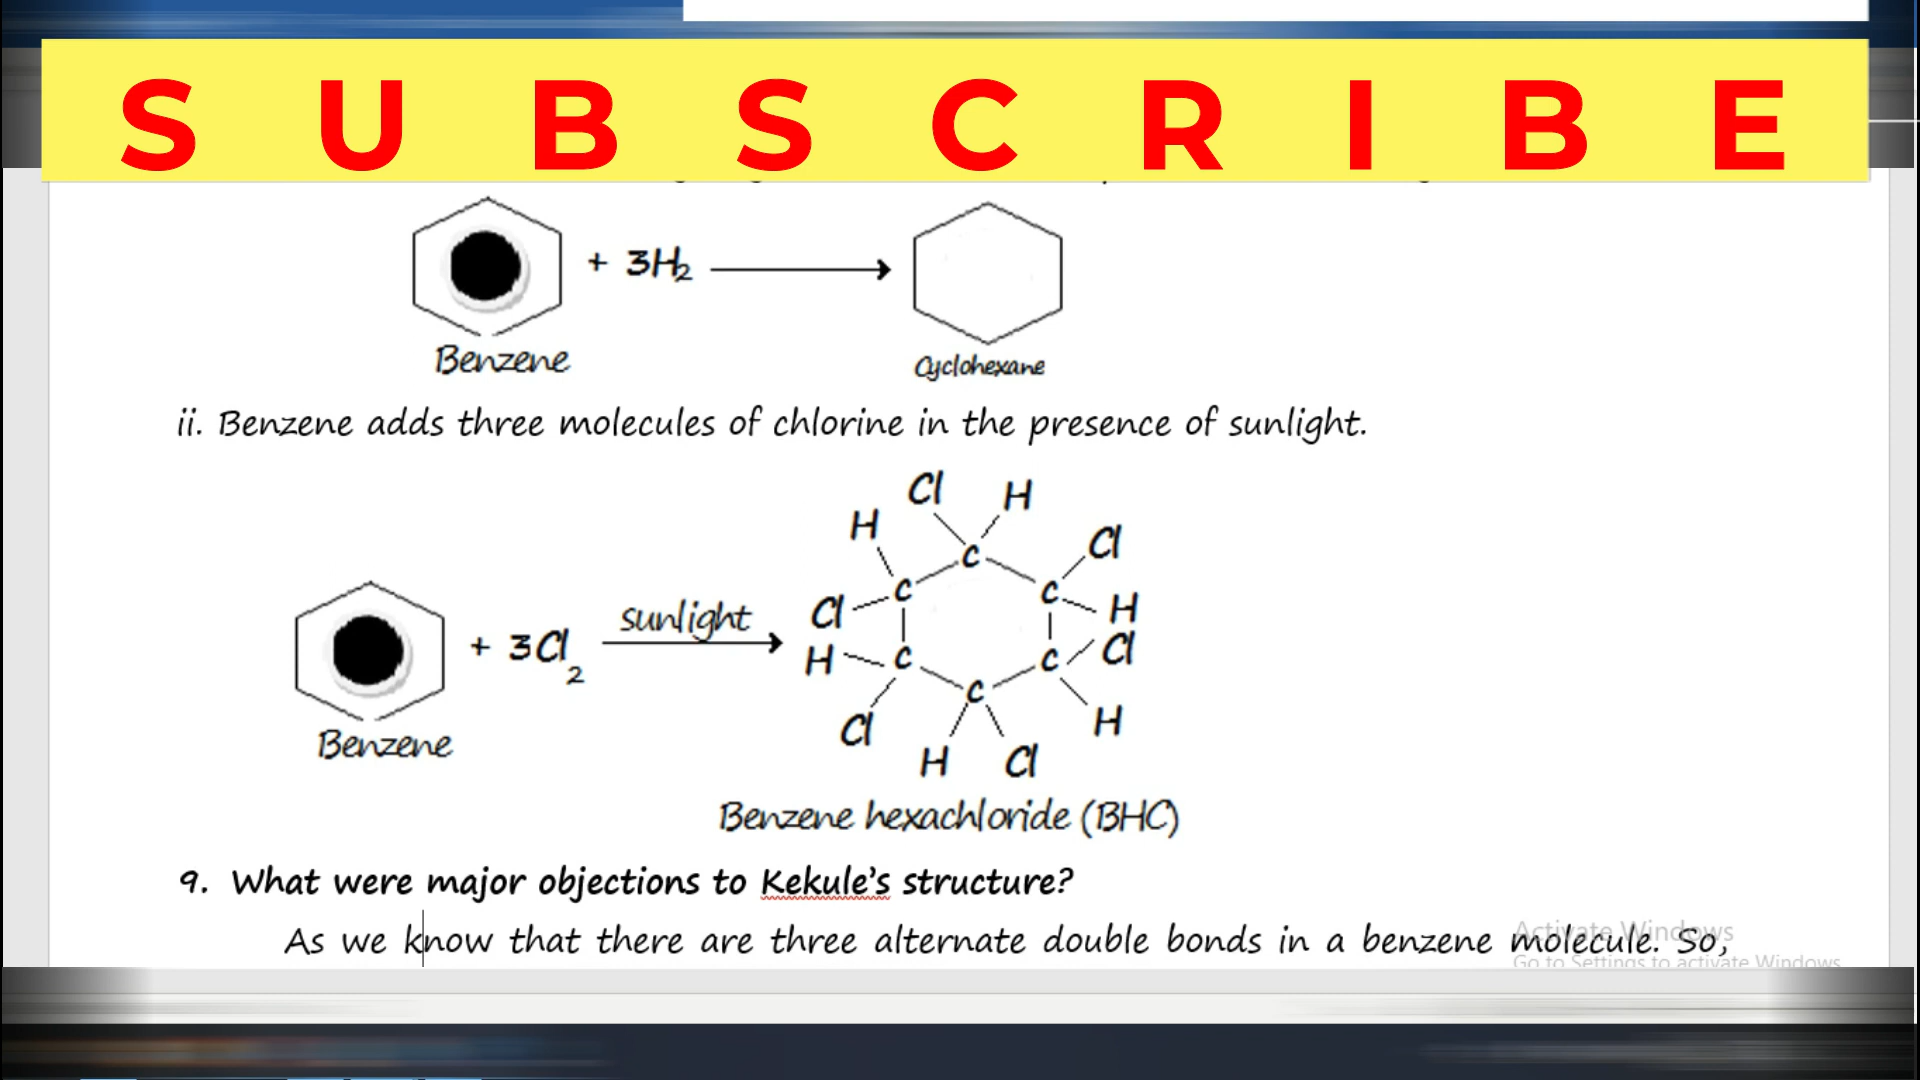 S U B S C R I B E
+ 3H2
Benzene
Cyclohexane
ii. Benzene adds three molecules of chlorine in the presence of sunlight.
Cl H
H Cl
C
C C
Cl H
+ 3Cl2 sunlight
H C C Cl
C
Cl H
H Cl
Benzene
Benzene hexachloride (BHC)
9. What were major objections to Kekule's structure?
As we know that there are three alternate double bonds in a benzene molecule. So,
Activate Windows
Go to Settings to activate Windows.